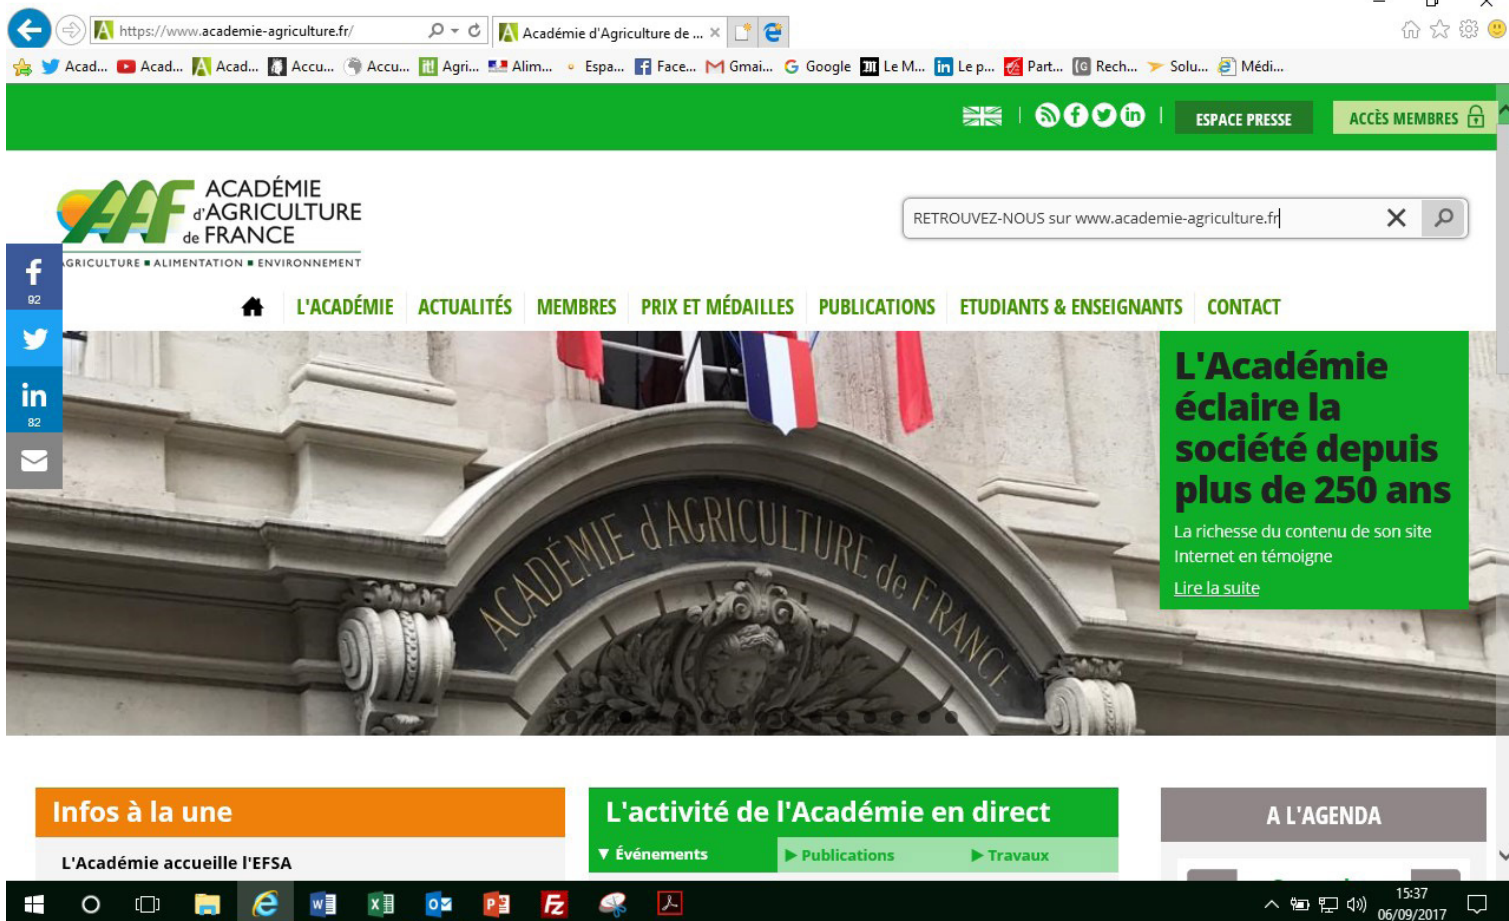 https://www.academie-agriculture.fr/
Académie d'Agriculture de ...
Acad... Acad... Acad... Accu... Accu... Agri... Alim... Espa... Face... Gmai... Google Le M... Le p... Part... Rech... Solu... Médi...
ESPACE PRESSE
ACCÈS MEMBRES
AAF
ACADÉMIE
d'AGRICULTURE
de FRANCE
GRICULTURE ■ ALIMENTATION ■ ENVIRONNEMENT
RETROUVEZ-NOUS sur www.academie-agriculture.fr
92
82
L'ACADÉMIE ACTUALITÉS MEMBRES PRIX ET MÉDAILLES PUBLICATIONS ETUDIANTS & ENSEIGNANTS CONTACT
ACADÉMIE d'AGRICULTURE de FRANCE
L'Académie
éclaire la
société depuis
plus de 250 ans
La richesse du contenu de son site
Internet en témoigne
Lire la suite
Infos à la une
L'Académie accueille l'EFSA
L'activité de l'Académie en direct
▼ Événements ▶ Publications ▶ Travaux
A L'AGENDA
15:37
06/09/2017